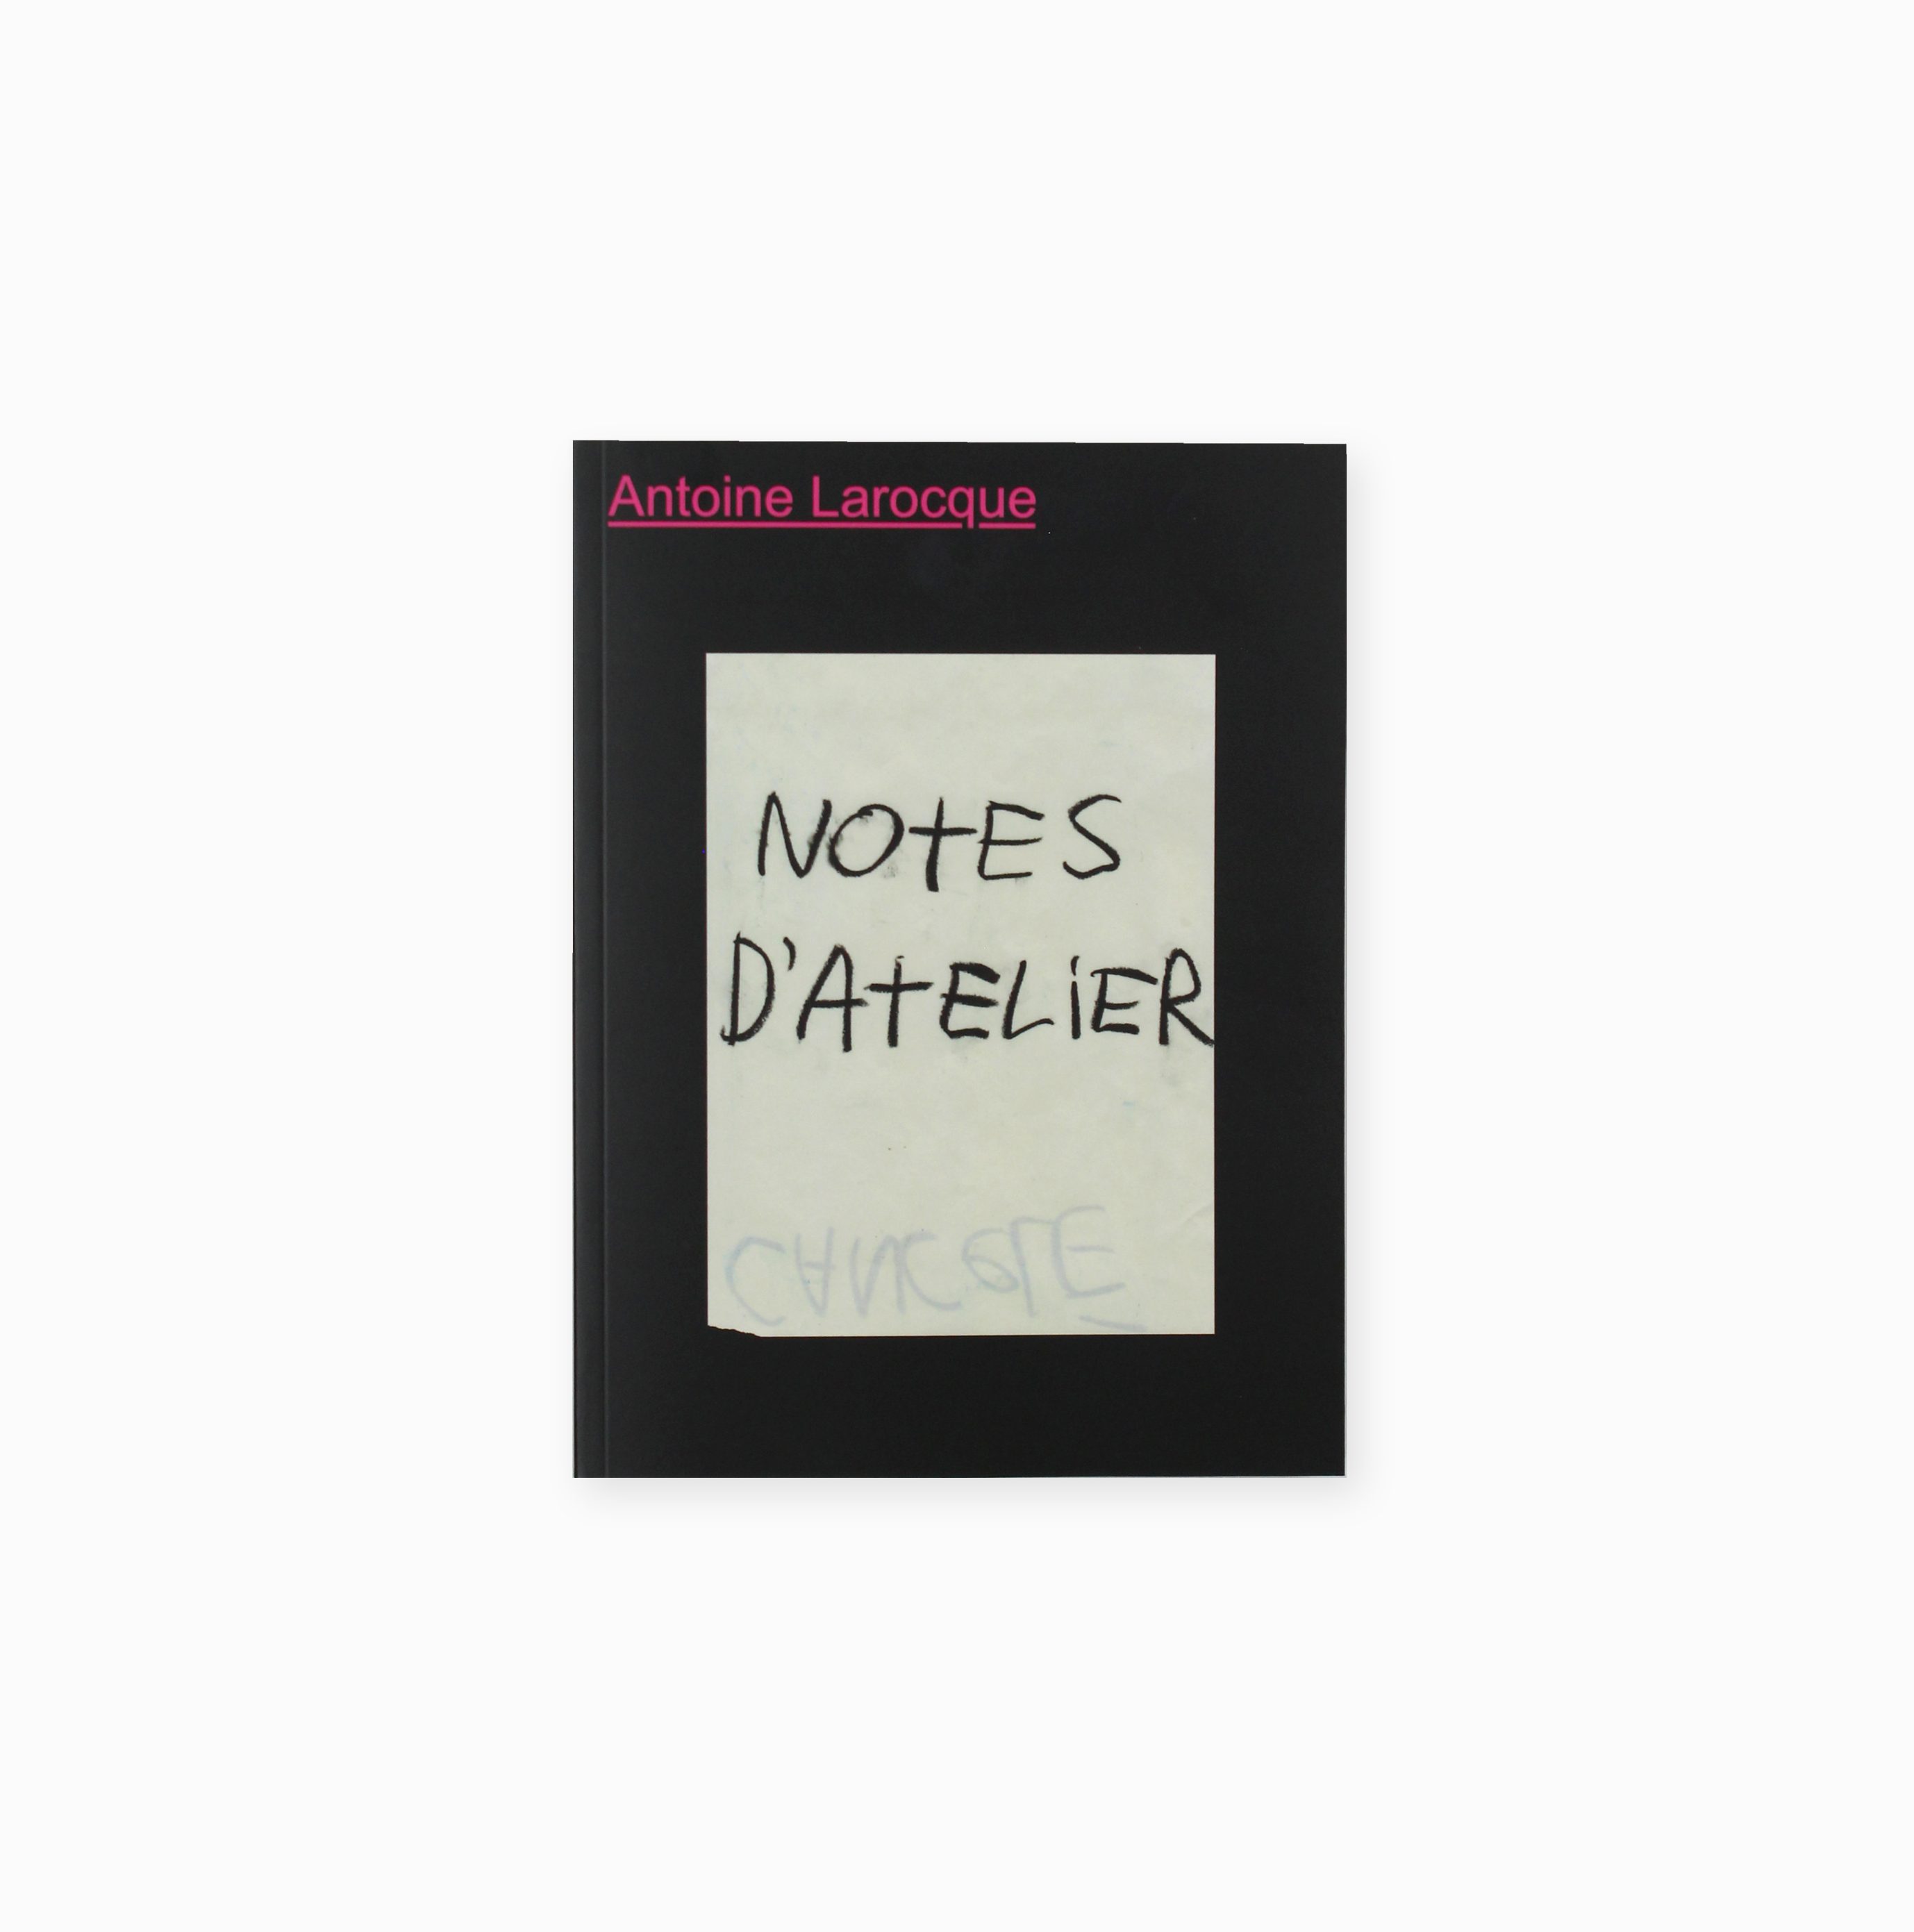 Antoine Larocque
NOtES
D'AtELiER